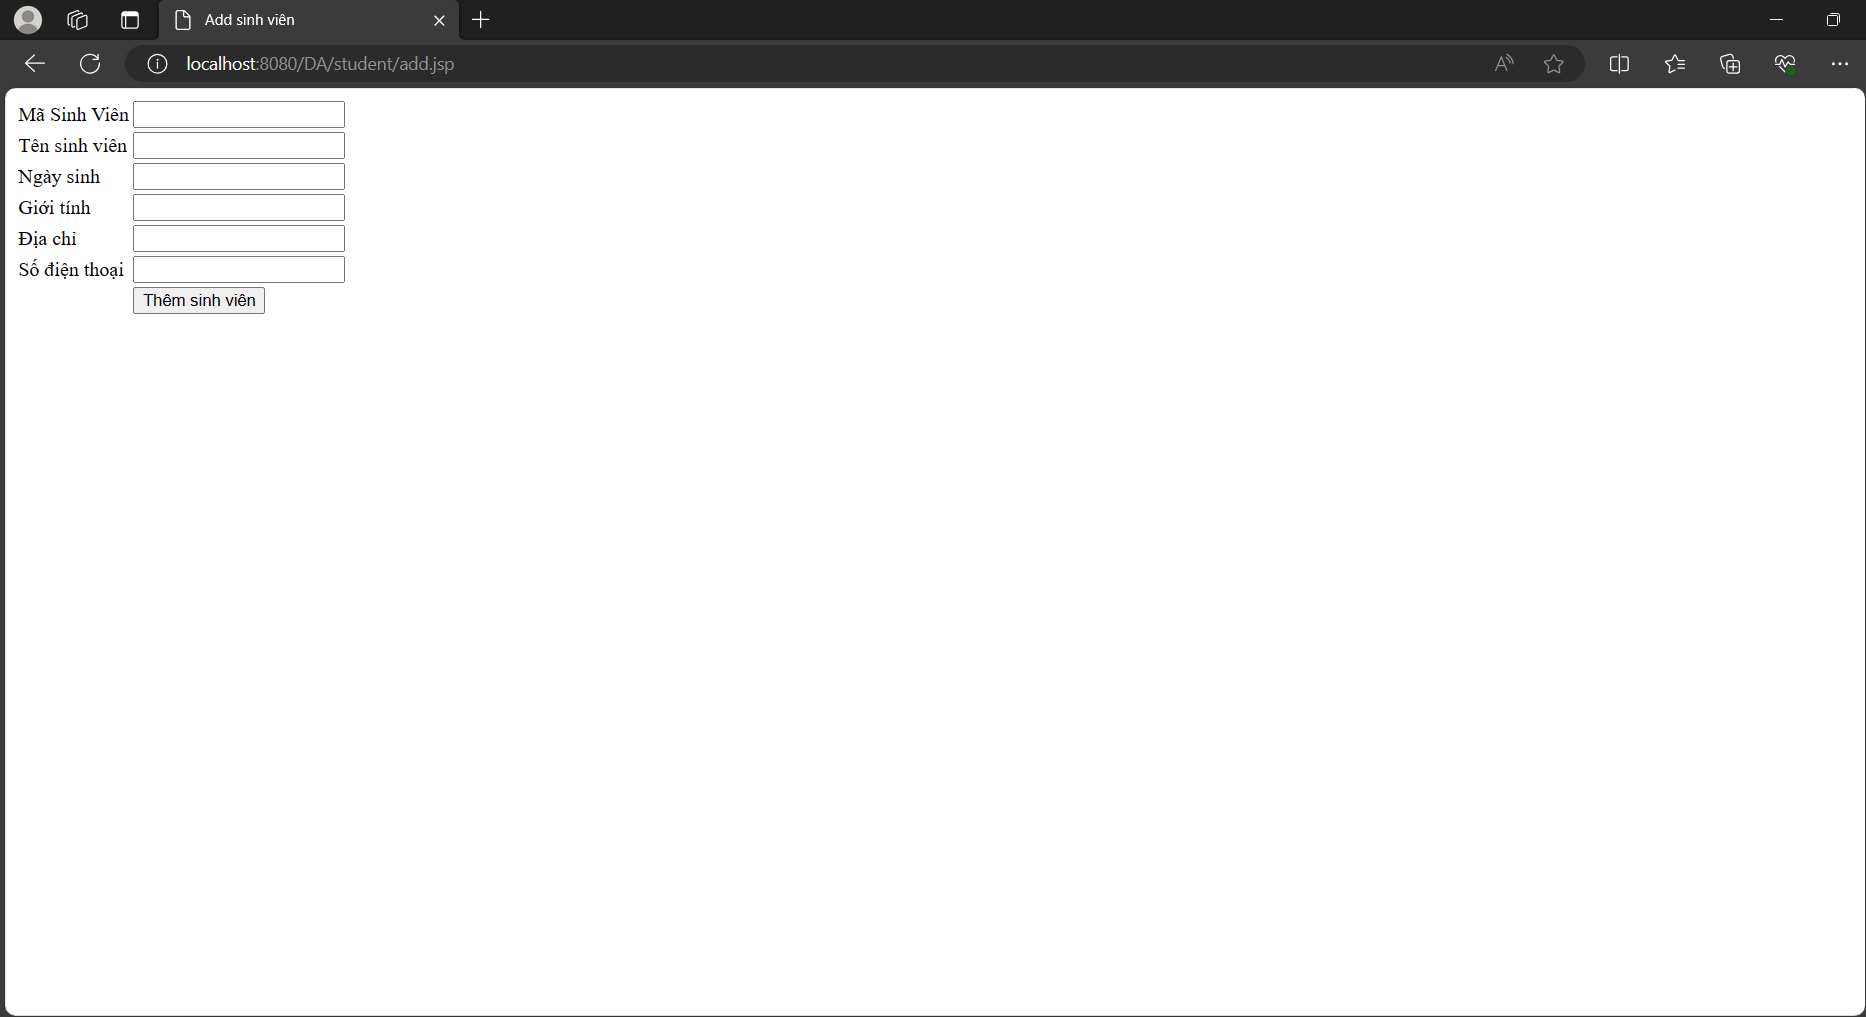 Add sinh viên
localhost:8080/DA/student/add.jsp
Mã Sinh Viên
Tên sinh viên
Ngày sinh
Giới tính
Địa chỉ
Số điện thoại
Thêm sinh viên